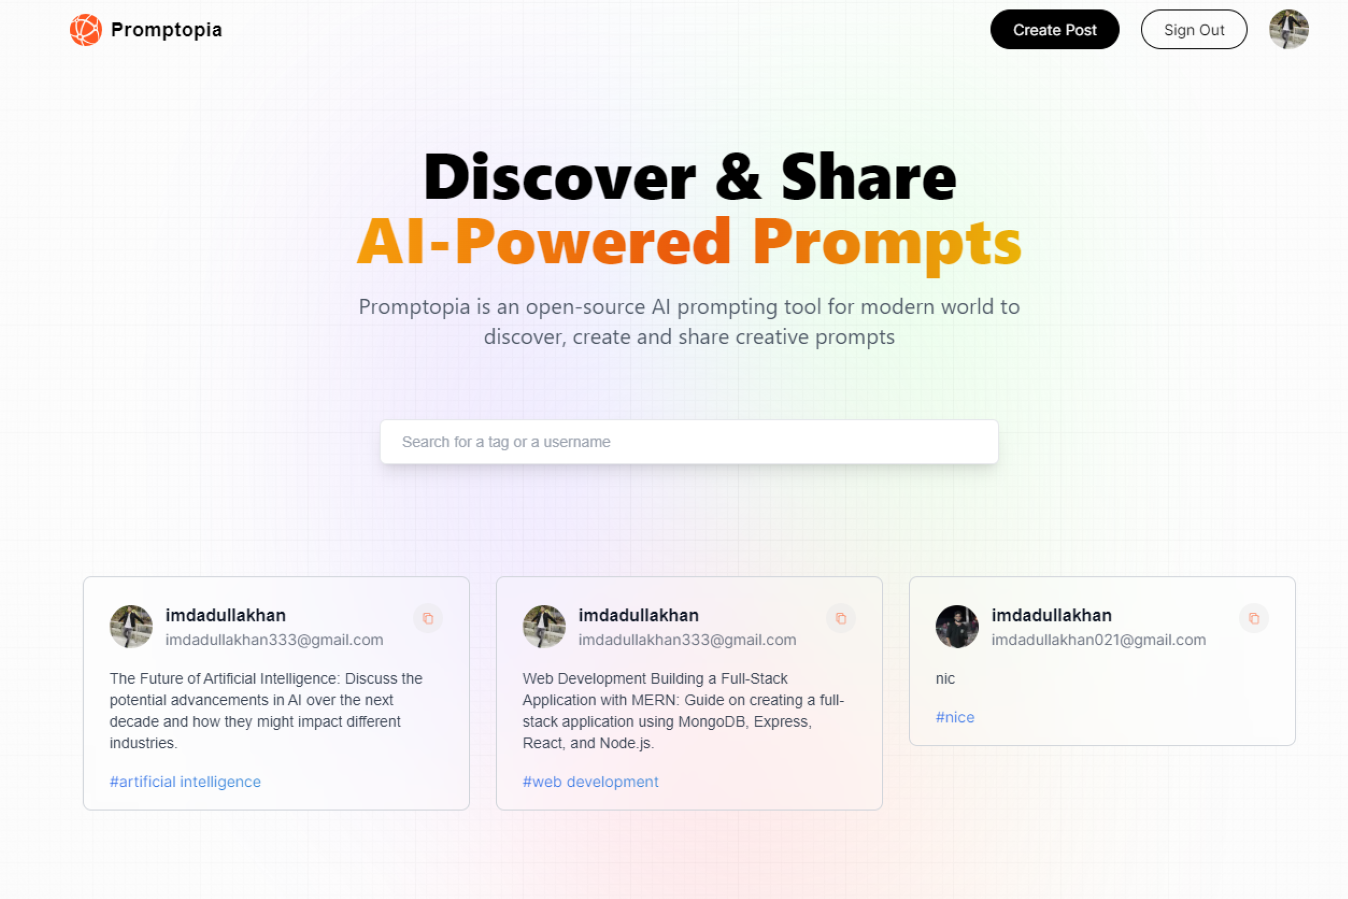 Promptopia
Create Post
Sign Out
Discover & Share
AI-Powered Prompts
Promptopia is an open-source AI prompting tool for modern world to
discover, create and share creative prompts
Search for a tag or a username
imdadullakhan
imdadullakhan333@gmail.com
The Future of Artificial Intelligence: Discuss the
potential advancements in AI over the next
decade and how they might impact different
industries.
#artificial intelligence
imdadullakhan
imdadullakhan333@gmail.com
Web Development Building a Full-Stack
Application with MERN: Guide on creating a full-
stack application using MongoDB, Express,
React, and Node.js.
#web development
imdadullakhan
imdadullakhan021@gmail.com
nic
#nice